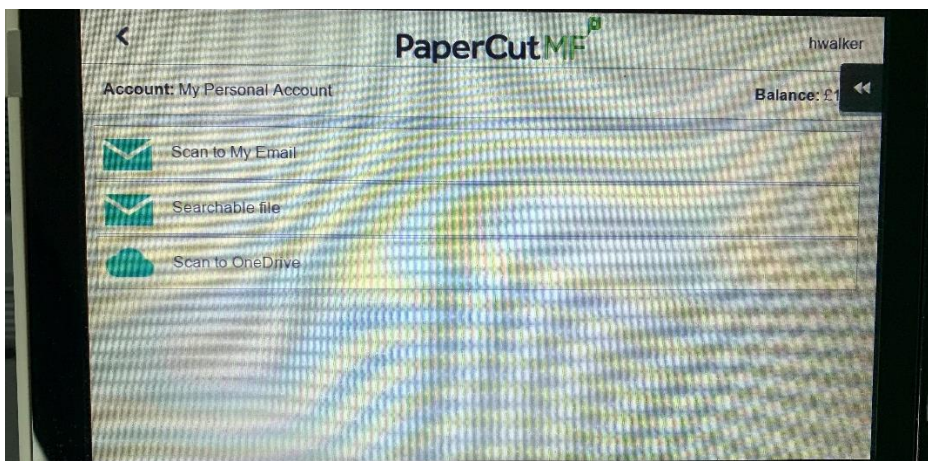 PaperCut MF
hwalker
Account: My Personal Account
Balance: £1
Scan to My Email
Searchable file
Scan to OneDrive